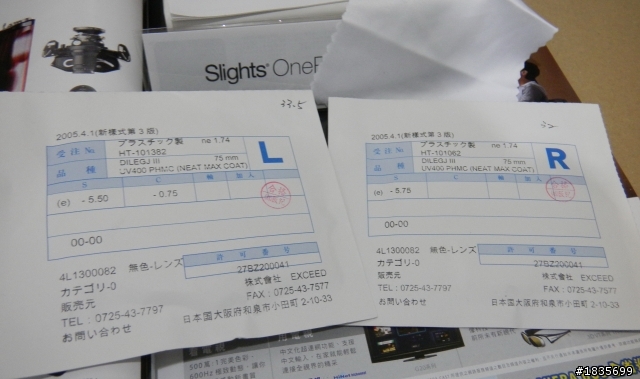 Slights® One
33.5
2005.4.1(新様式第3版)
受注No.
プラスチック製 ne 1.74
HT-101382
品種
DILEGJ III 75 mm
UV400 PHMC (NEAT MAX COAT)
L
S C 軸 加入
(e) - 5.50 - 0.75
00-00
許可番号
27BZ200041
4L1300082 無色-レンズ
カテゴリ-0
株式會社 EXCEED
販売元
FAX : 0725-43-7577
TEL : 0725-43-7797
お問い合わせ
日本国大阪府和泉市小田町 2-10-33
32
2005.4.1(新様式第3版)
受注No.
プラスチック製 ne 1.74
HT-101062
品種
DILEGJ III 75 mm
UV400 PHMC (NEAT MAX COAT)
R
S C 軸 加入
(e) - 5.75
00-00
許可番号
27BZ200041
4L1300082 無色-レンズ
カテゴリ-0
株式會社 EXCEED
販売元
FAX : 0725-43-7577
TEL : 0725-43-7797
お問い合わせ
日本国大阪府和泉市小田町 2-10-33
#1835699